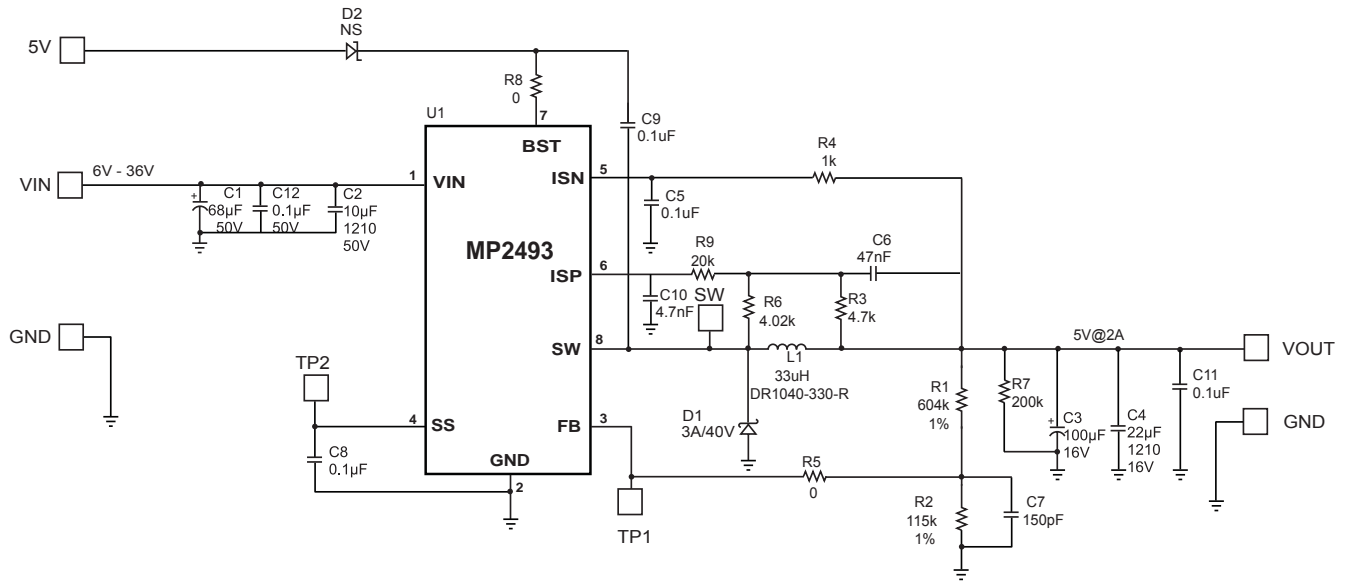 D2
NS
5V
R8
0
U1
7
BST
C9
0.1uF
6V - 36V
VIN
1
VIN
C1
68µF
50V
C12
0.1µF
50V
C2
10µF
1210
50V
ISN
5
R4
1k
C5
0.1uF
MP2493
R9
20k
C6
47nF
ISP
6
C10
4.7nF
SW
R6
4.02k
R3
4.7k
GND
SW
8
L1
33uH
DR1040-330-R
5V@2A
VOUT
TP2
4
SS
FB
3
D1
3A/40V
R1
604k
1%
R7
200k
C3
100µF
16V
C4
22µF
1210
16V
C11
0.1uF
GND
C8
0.1µF
GND
2
R5
0
TP1
R2
115k
1%
C7
150pF